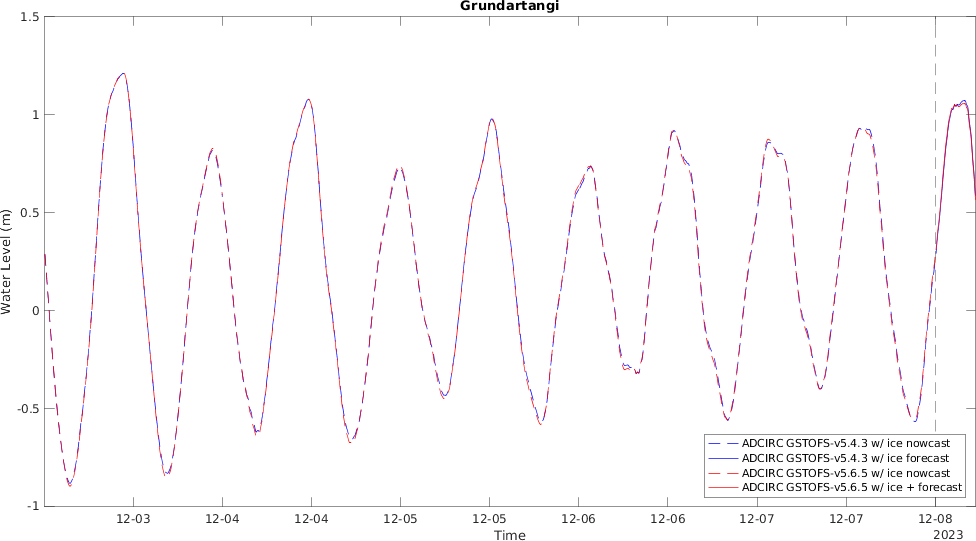 Grundartangi
1.5
1
0.5
0
-0.5
-1
Water Level (m)
12-03 12-04 12-04 12-05 12-05 12-06 12-06 12-07 12-07 12-08
2023
Time
ADCIRC GSTOFS-v5.4.3 w/ ice nowcast
ADCIRC GSTOFS-v5.4.3 w/ ice forecast
ADCIRC GSTOFS-v5.6.5 w/ ice nowcast
ADCIRC GSTOFS-v5.6.5 w/ ice + forecast